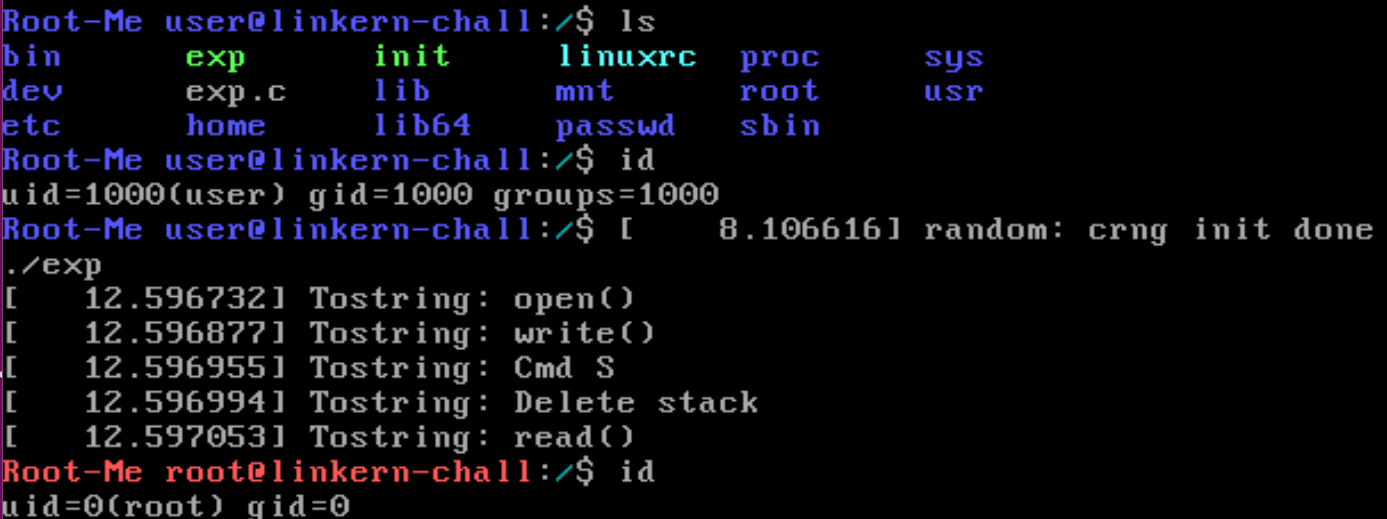 Root-Me user@linkern-chall:/$ ls
bin exp init linuxrc proc sys
dev exp.c lib mnt root usr
etc home lib64 passwd sbin
Root-Me user@linkern-chall:/$ id
uid=1000(user) gid=1000 groups=1000
Root-Me user@linkern-chall:/$ [ 8.106616] random: crng init done
./exp
[ 12.596732] Tostring: open()
[ 12.596877] Tostring: write()
[ 12.596955] Tostring: Cmd S
[ 12.596994] Tostring: Delete stack
[ 12.597053] Tostring: read()
Root-Me root@linkern-chall:/$ id
uid=0(root) gid=0